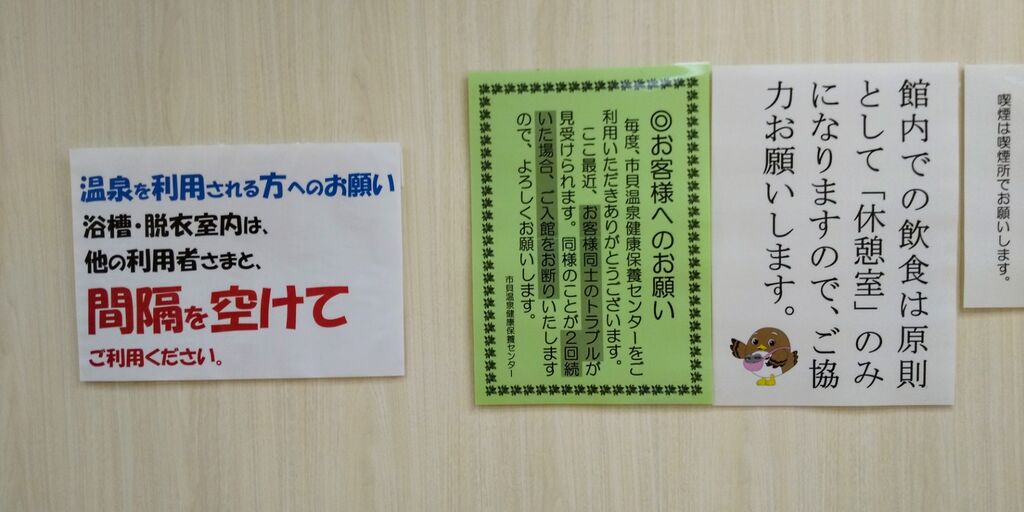 温泉を利用される方へのお願い
浴槽・脱衣室内は、
他の利用者さまと、
間隔を空けて
ご利用ください。
◎お客様へのお願い
毎度、市貝温泉健康保養センターをご
利用いただきありがとうございます。
ここ最近、お客様同士のトラブルが
見受けられます。同様のことが2回続
いた場合、ご入館をお断りいたします
ので、よろしくお願いします。
市貝温泉健康保養センター
館内での飲食は原則
として「休憩室」のみ
になりますので、ご協
力お願いします。
喫煙は喫煙所でお願いします。